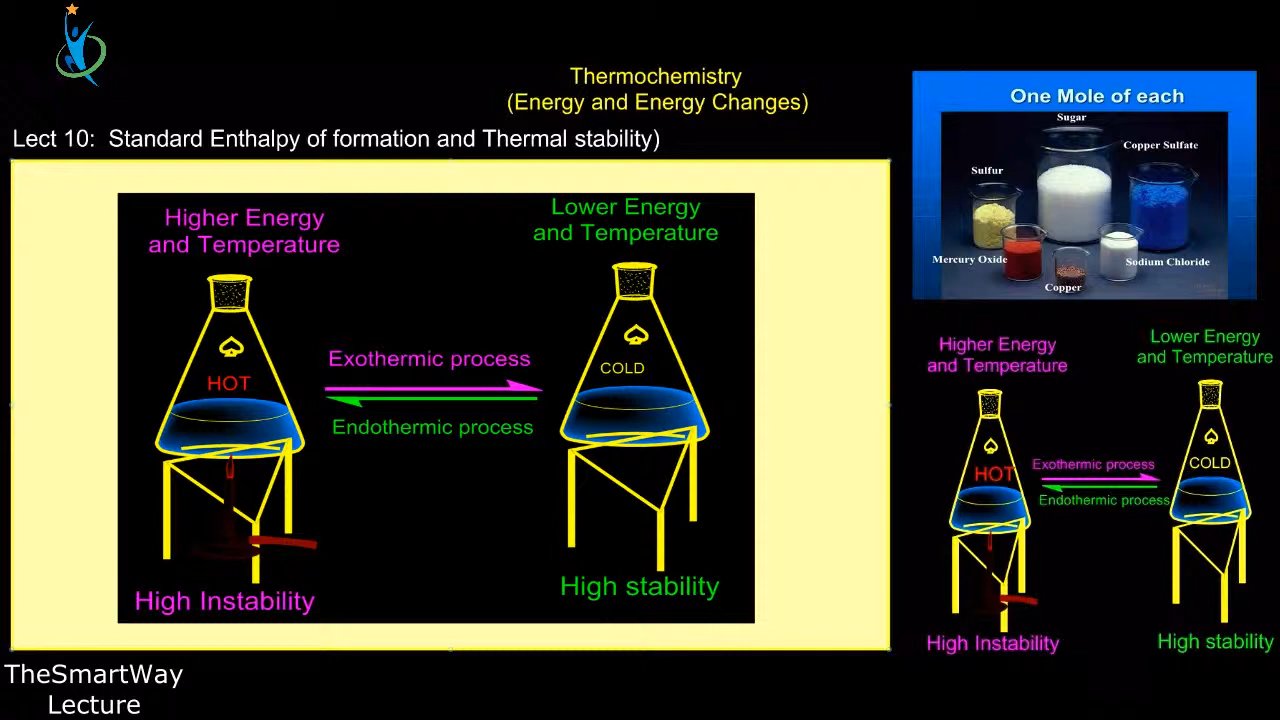 Thermochemistry
(Energy and Energy Changes)
Lect 10:  Standard Enthalpy of formation and Thermal stability)
Higher Energy
and Temperature
Lower Energy
and Temperature
HOT
COLD
Exothermic process
Endothermic process
High Instability
High stability
One Mole of each
Sugar
Copper Sulfate
Sulfur
Mercury Oxide
Sodium Chloride
Copper
Higher Energy
and Temperature
Lower Energy
and Temperature
HOT
COLD
Exothermic process
Endothermic process
High Instability
High stability
TheSmartWay
Lecture